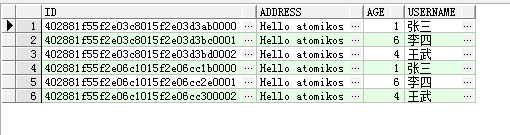 ID ADDRESS AGE USERNAME
1 402881f55f2e03c8015f2e03d3ab0000 ··· Hello atomikos ··· 1 张三 ···
2 402881f55f2e03c8015f2e03d3bc0001 ··· Hello atomikos ··· 6 李四 ···
3 402881f55f2e03c8015f2e03d3bd0002 ··· Hello atomikos ··· 4 王武 ···
4 402881f55f2e06c1015f2e06cc1b0000 ··· Hello atomikos ··· 1 张三 ···
5 402881f55f2e06c1015f2e06cc2e0001 ··· Hello atomikos ··· 6 李四 ···
6 402881f55f2e06c1015f2e06cc300002 ··· Hello atomikos ··· 4 王武 ···